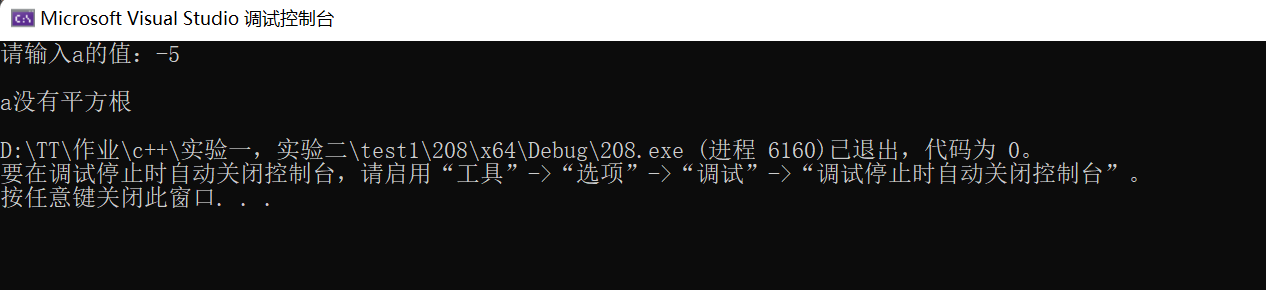 Microsoft Visual Studio 调试控制台
请输入a的值：-5
a没有平方根
D:\TT\作业\c++\实验一，实验二\test1\208\x64\Debug\208.exe (进程 6160)已退出，代码为 0。
要在调试停止时自动关闭控制台，请启用“工具”->“选项”->“调试”->“调试停止时自动关闭控制台”。
按任意键关闭此窗口. . .